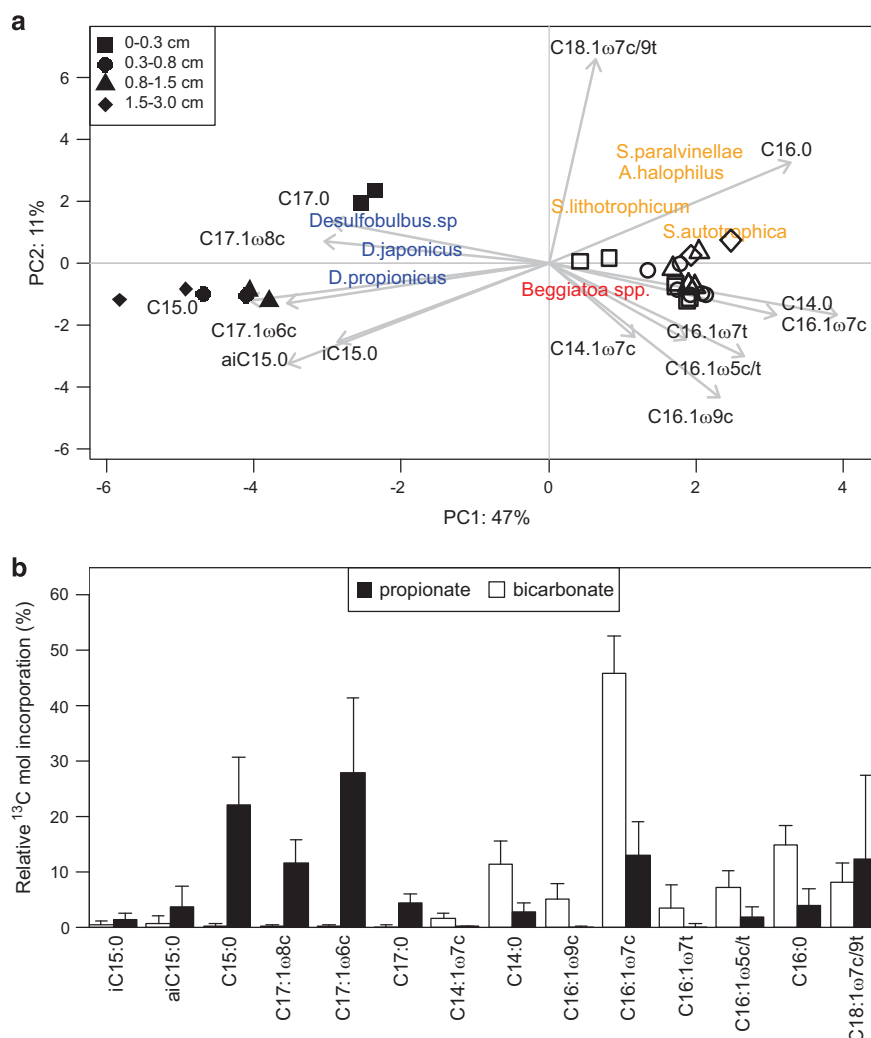 a
0-0.3 cm
0.3-0.8 cm
0.8-1.5 cm
1.5-3.0 cm
C18.1ω7c/9t
S.paralvinellae
C16.0
A.halophilus
C17.0
S.lithotrophicum
Desulfobulbus.sp
S.autotrophica
C17.1ω8c
D.japonicus
D.propionicus
Beggiatoa spp.
C15.0
C14.0
C17.1ω6c
C16.1ω7t
C16.1ω7c
aiC15.0
iC15.0
C14.1ω7c
C16.1ω5c/t
C16.1ω9c
PC2: 11%
6
4
2
0
-2
-4
-6
-6
-4
-2
0
2
4
PC1: 47%
b
propionate
bicarbonate
Relative ¹³C mol incorporation (%)
60
50
40
30
20
10
0
iC15:0
aiC15:0
C15:0
C17:1ω8c
C17:1ω6c
C17:0
C14:1ω7c
C14:0
C16:1ω9c
C16:1ω7c
C16:1ω7t
C16:1ω5c/t
C16:0
C18:1ω7c/9t